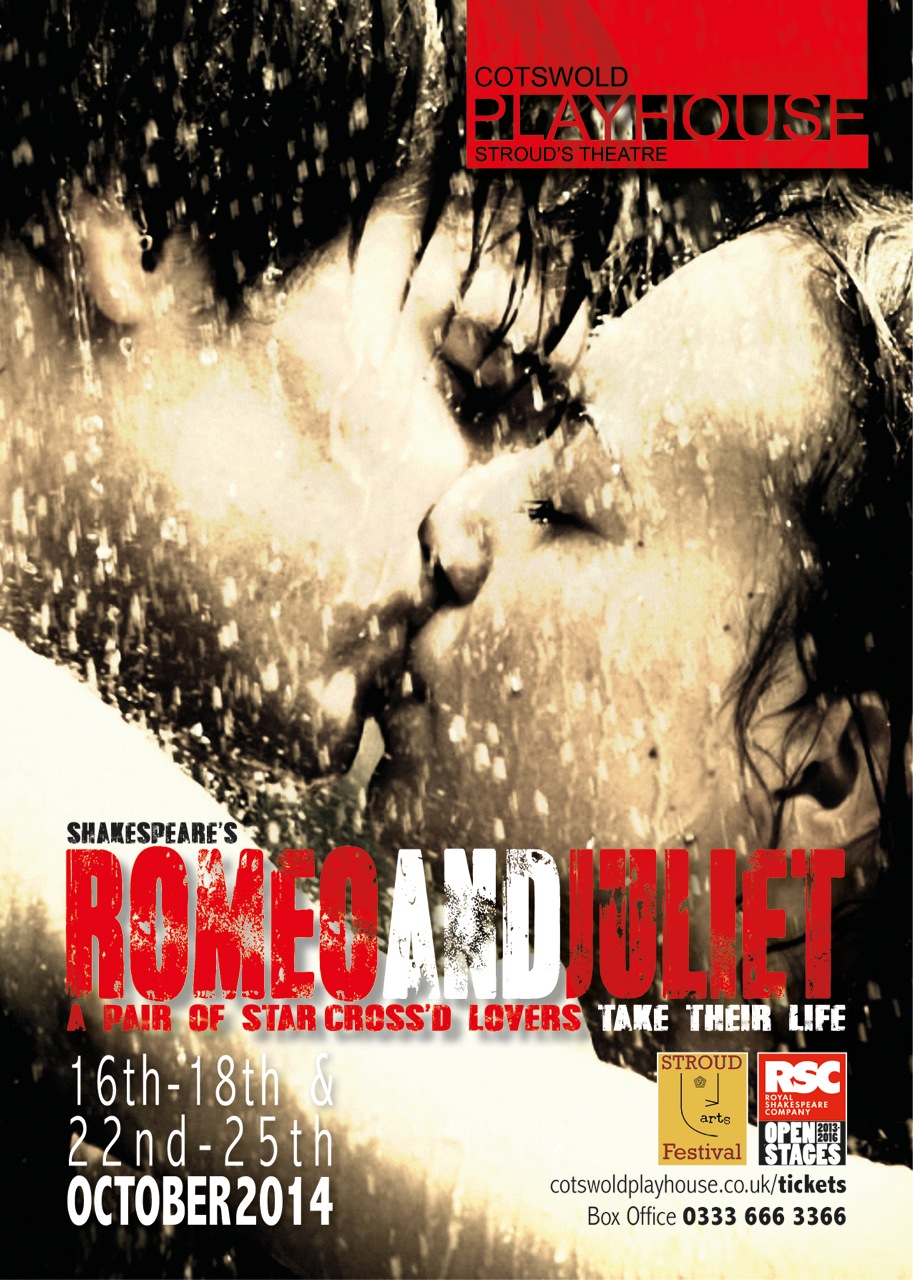 COTSWOLD
PLAYHOUSE
STROUD'S THEATRE
SHAKESPEARE'S
ROMEOANDJULIET
A PAIR OF STAR CROSS'D LOVERS TAKE THEIR LIFE
16th-18th &
22nd-25th
OCTOBER2014
STROUD
arts
Festival
RSC
ROYAL
SHAKESPEARE
COMPANY
OPEN 2013-
2016
STAGES
cotswoldplayhouse.co.uk/tickets
Box Office 0333 666 3366